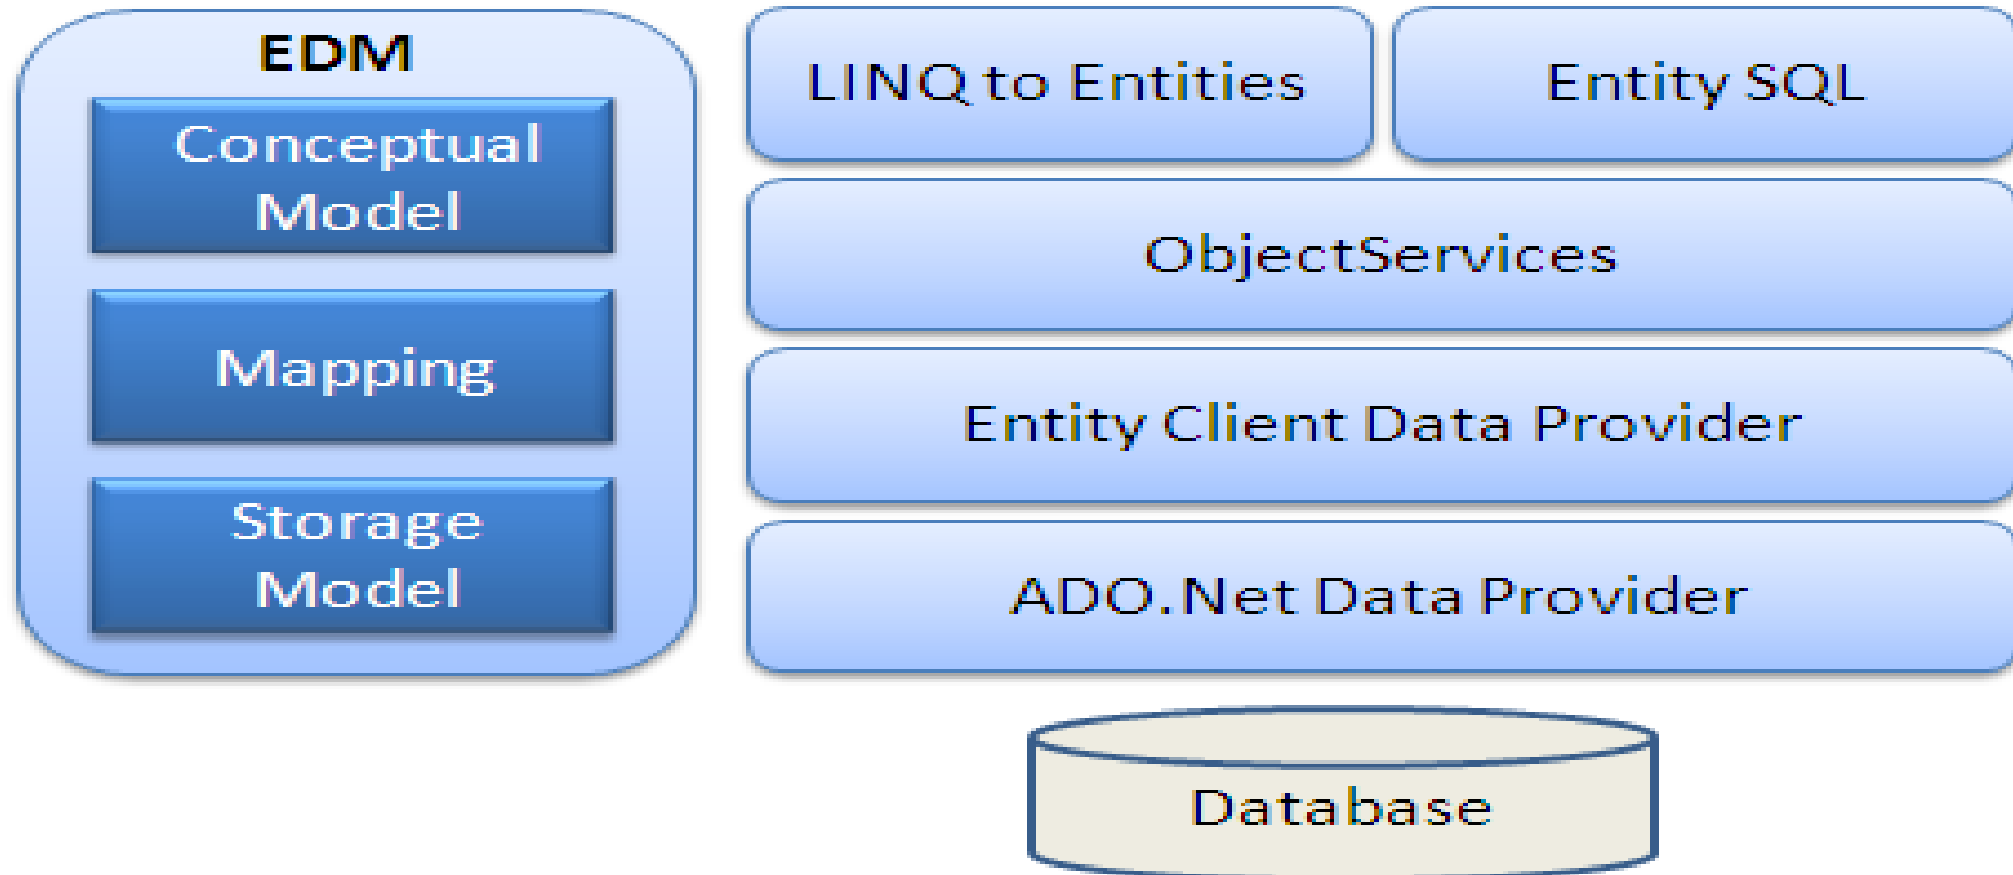 EDM
Conceptual
Model
Mapping
Storage
Model
LINQ to Entities
Entity SQL
ObjectServices
Entity Client Data Provider
ADO.Net Data Provider
Database